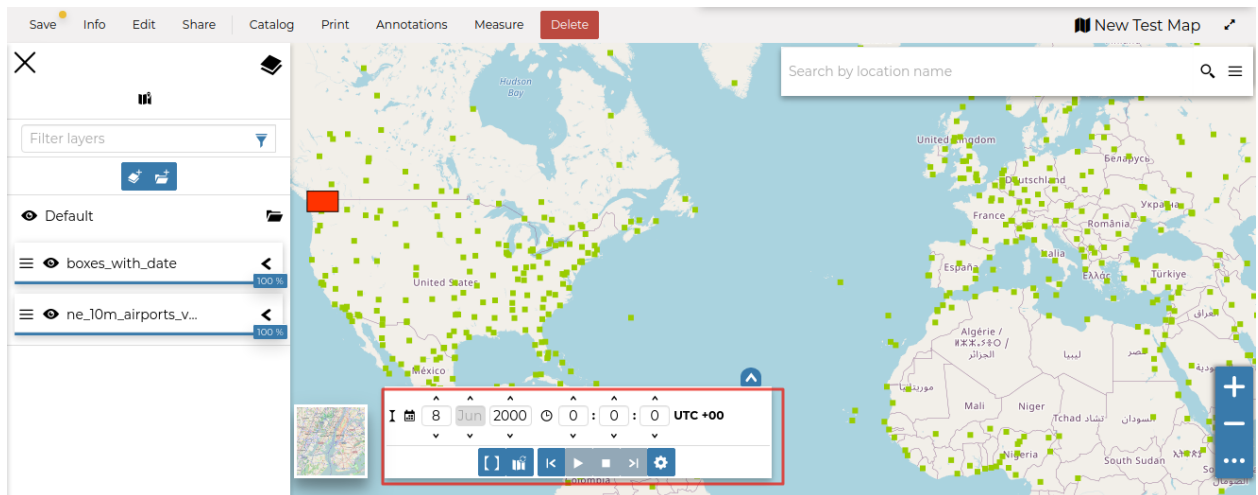 Save Info Edit Share Catalog Print Annotations Measure Delete New Test Map
Search by location name
Filter layers
Default
boxes_with_date
100 %
ne_10m_airports_v...
100 %
Hudson
Bay
United States
México
United Kingdom
Беларусь
Deutschland
Україна
France
România
Italia
España
Ελλάς
Türkiye
العراق
Algérie /
الجزائر
ليبيا
مصر
موريتانيا
Mali
Niger
Tchad تشاد
السودان
Nigeria
South Sudan
Colombia
8 Jun 2000 0 : 0 : 0 UTC +00